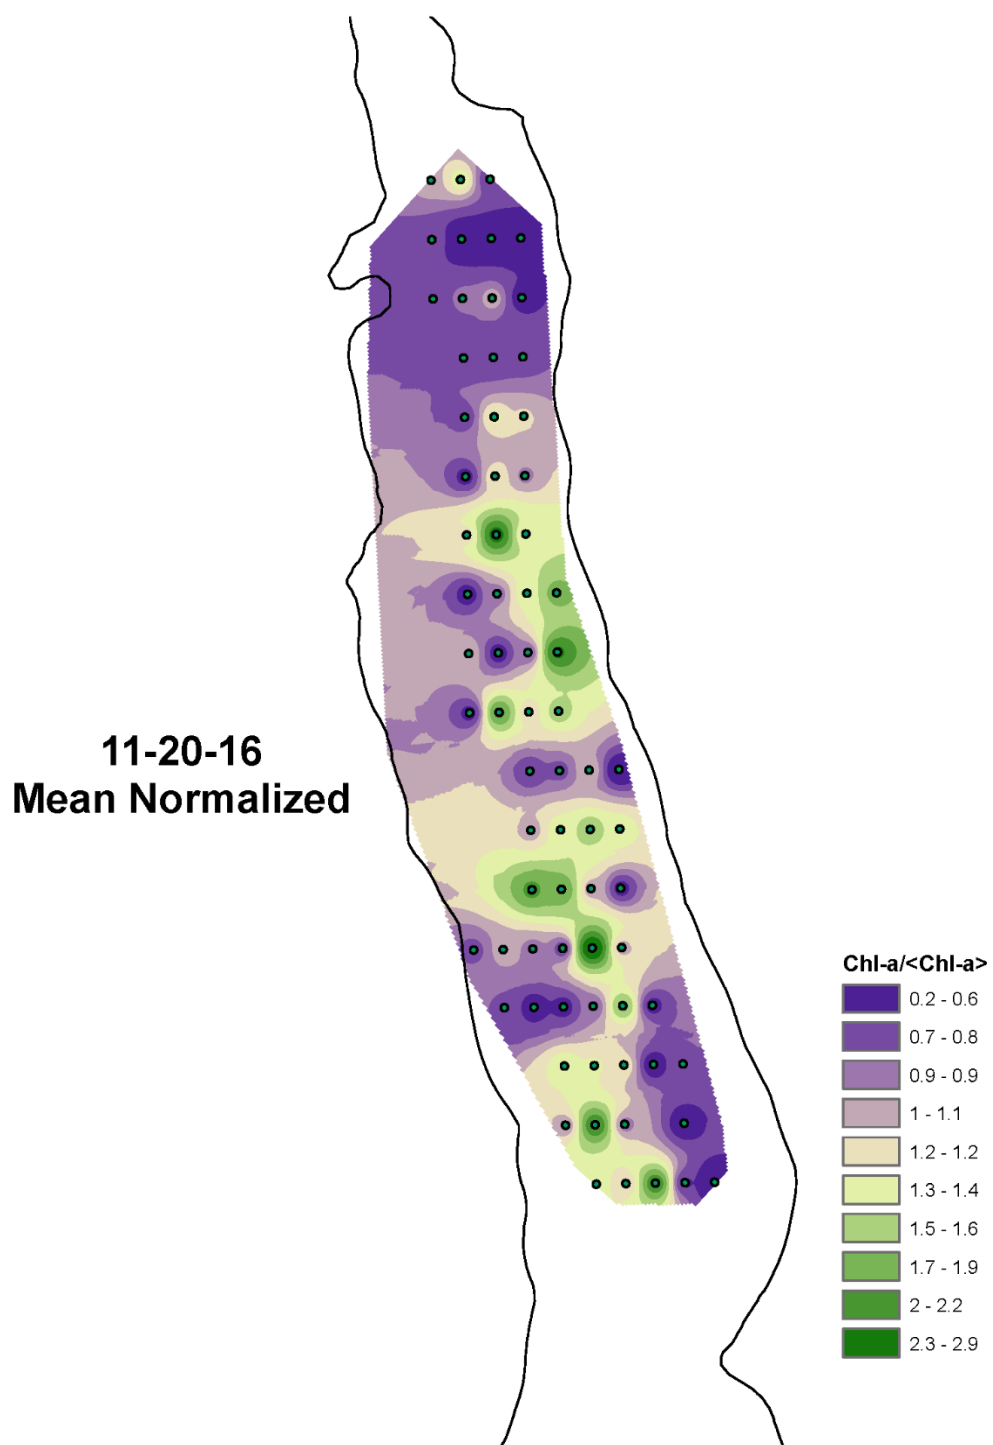 11-20-16
Mean Normalized
Chl-a/<Chl-a>
0.2 - 0.6
0.7 - 0.8
0.9 - 0.9
1 - 1.1
1.2 - 1.2
1.3 - 1.4
1.5 - 1.6
1.7 - 1.9
2 - 2.2
2.3 - 2.9